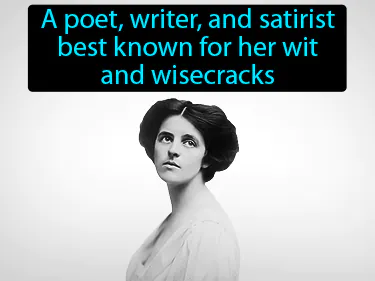 A poet, writer, and satirist
best known for her wit
and wisecracks